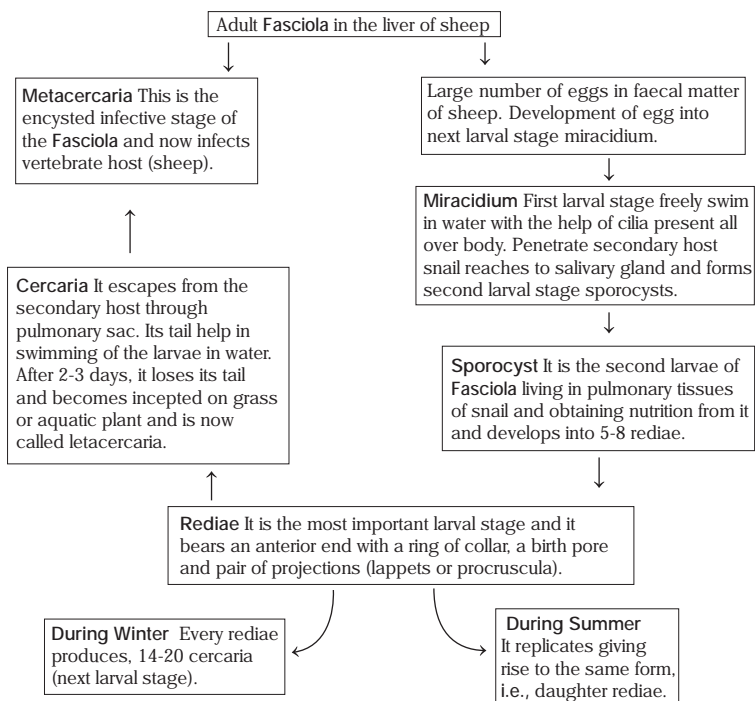 Adult Fasciola in the liver of sheep
Metacercaria This is the
encysted infective stage of
the Fasciola and now infects
vertebrate host (sheep).
Large number of eggs in faecal matter
of sheep. Development of egg into
next larval stage miracidium.
Miracidium First larval stage freely swim
in water with the help of cilia present all
over body. Penetrate secondary host
snail reaches to salivary gland and forms
second larval stage sporocysts.
Cercaria It escapes from the
secondary host through
pulmonary sac. Its tail help in
swimming of the larvae in water.
After 2-3 days, it loses its tail
and becomes incepted on grass
or aquatic plant and is now
called letacercaria.
Sporocyst It is the second larvae of
Fasciola living in pulmonary tissues
of snail and obtaining nutrition from it
and develops into 5-8 rediae.
Rediae It is the most important larval stage and it
bears an anterior end with a ring of collar, a birth pore
and pair of projections (lappets or procruscula).
During Winter Every rediae
produces, 14-20 cercaria
(next larval stage).
During Summer
It replicates giving
rise to the same form,
i.e., daughter rediae.